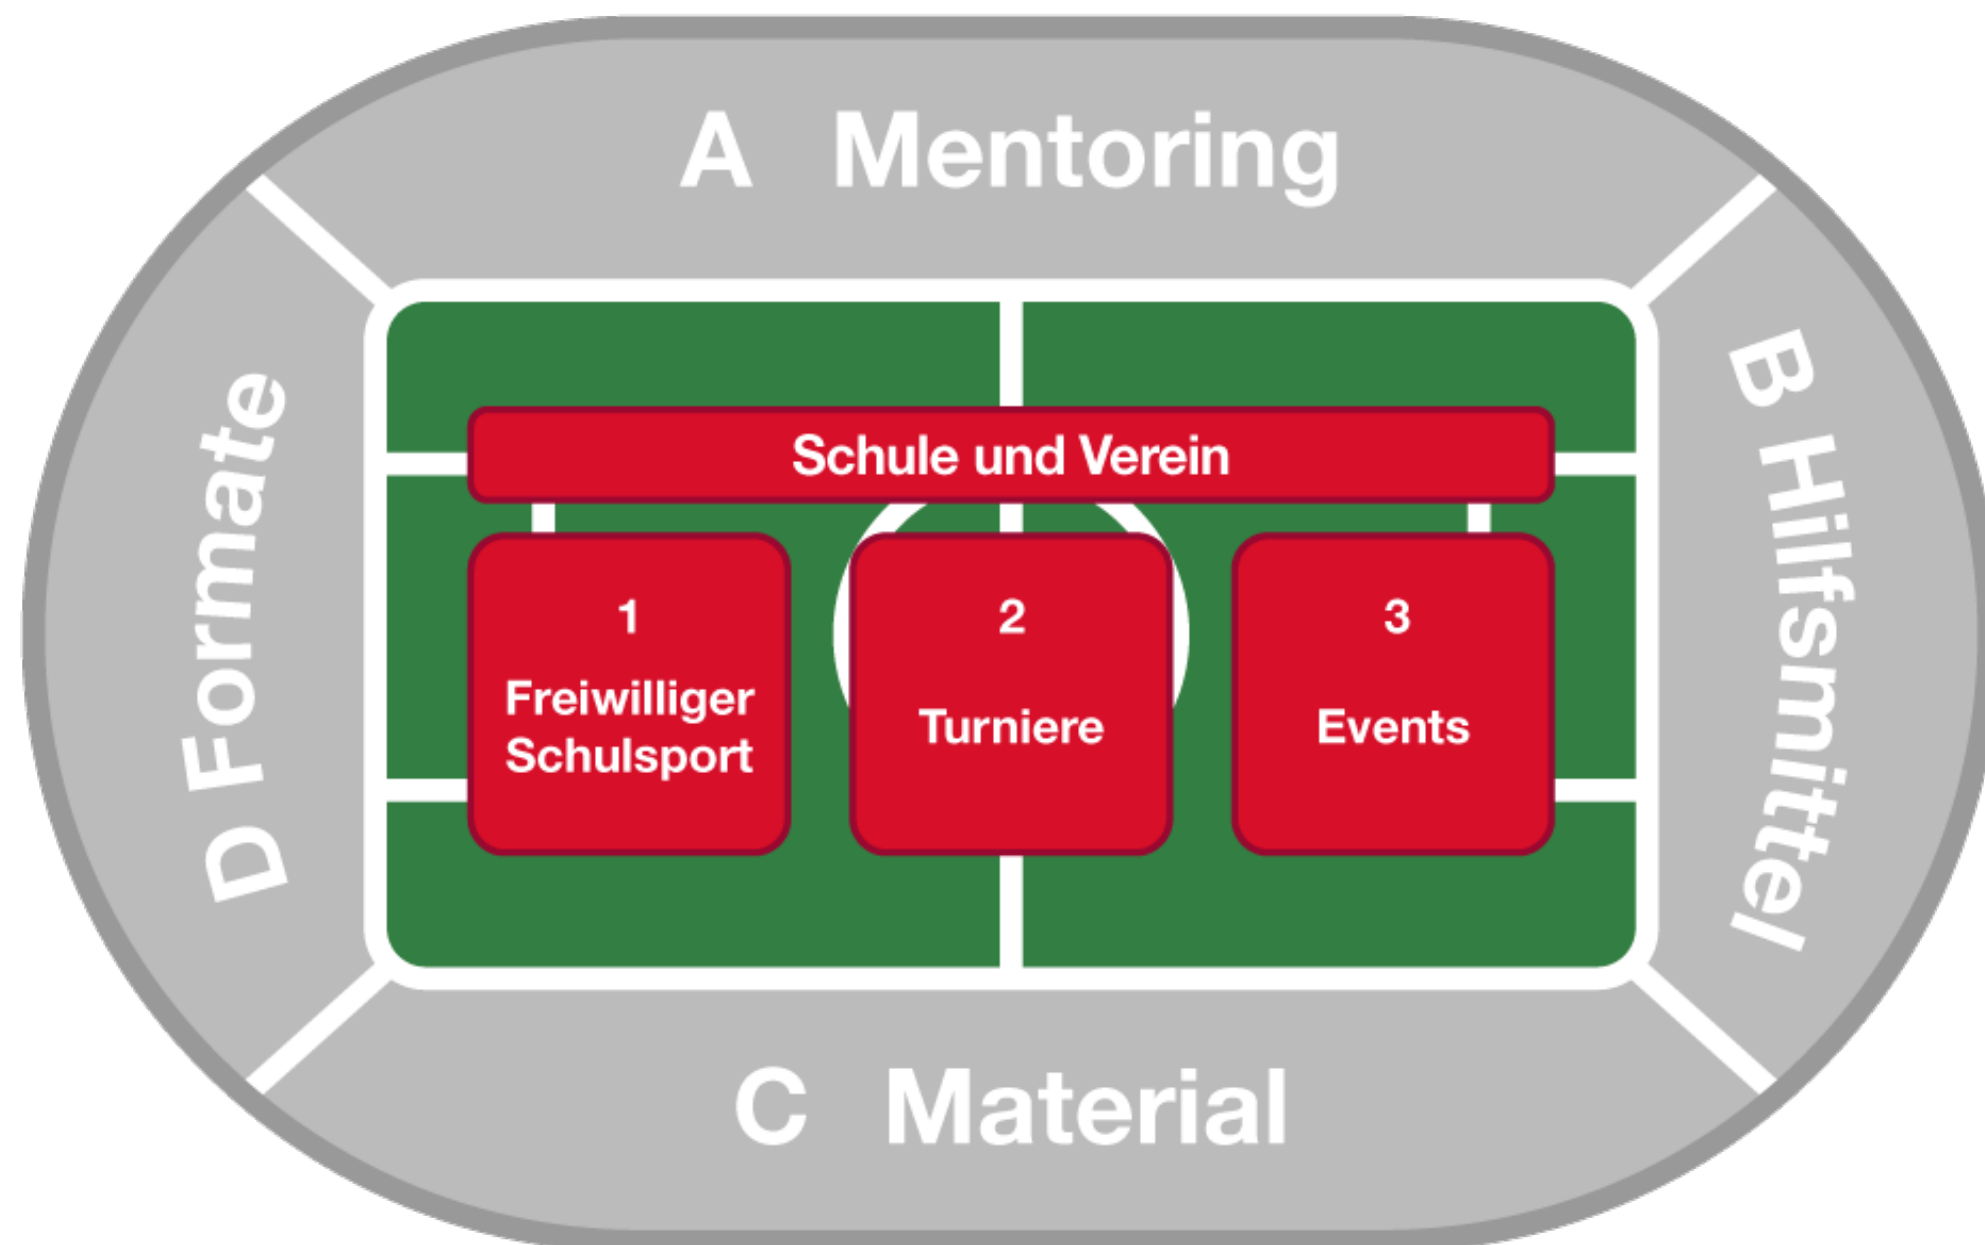 A Mentoring
B Hilfsmittel
C Material
D Formate
Schule und Verein
1
Freiwilliger
Schulsport
2
Turniere
3
Events